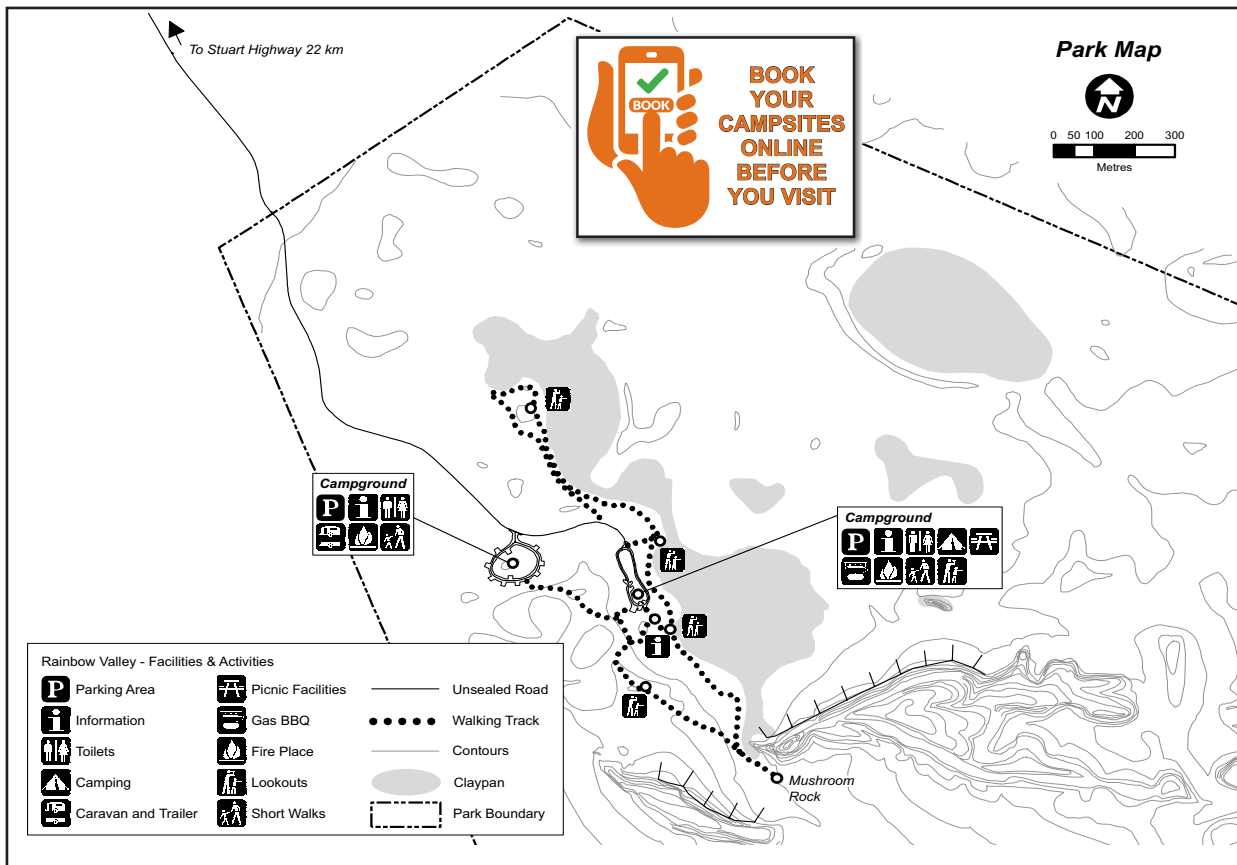 To Stuart Highway 22 km
BOOK
BOOK
YOUR
CAMPSITES
ONLINE
BEFORE
YOU VISIT
Park Map
N
0 50 100 200 300
Metres
Campground
P i
Campground
P i
i
Mushroom
Rock
Rainbow Valley - Facilities & Activities
P Parking Area
i Information
Toilets
Camping
Caravan and Trailer
Picnic Facilities
Gas BBQ
Fire Place
Lookouts
Short Walks
Unsealed Road
Walking Track
Contours
Claypan
Park Boundary